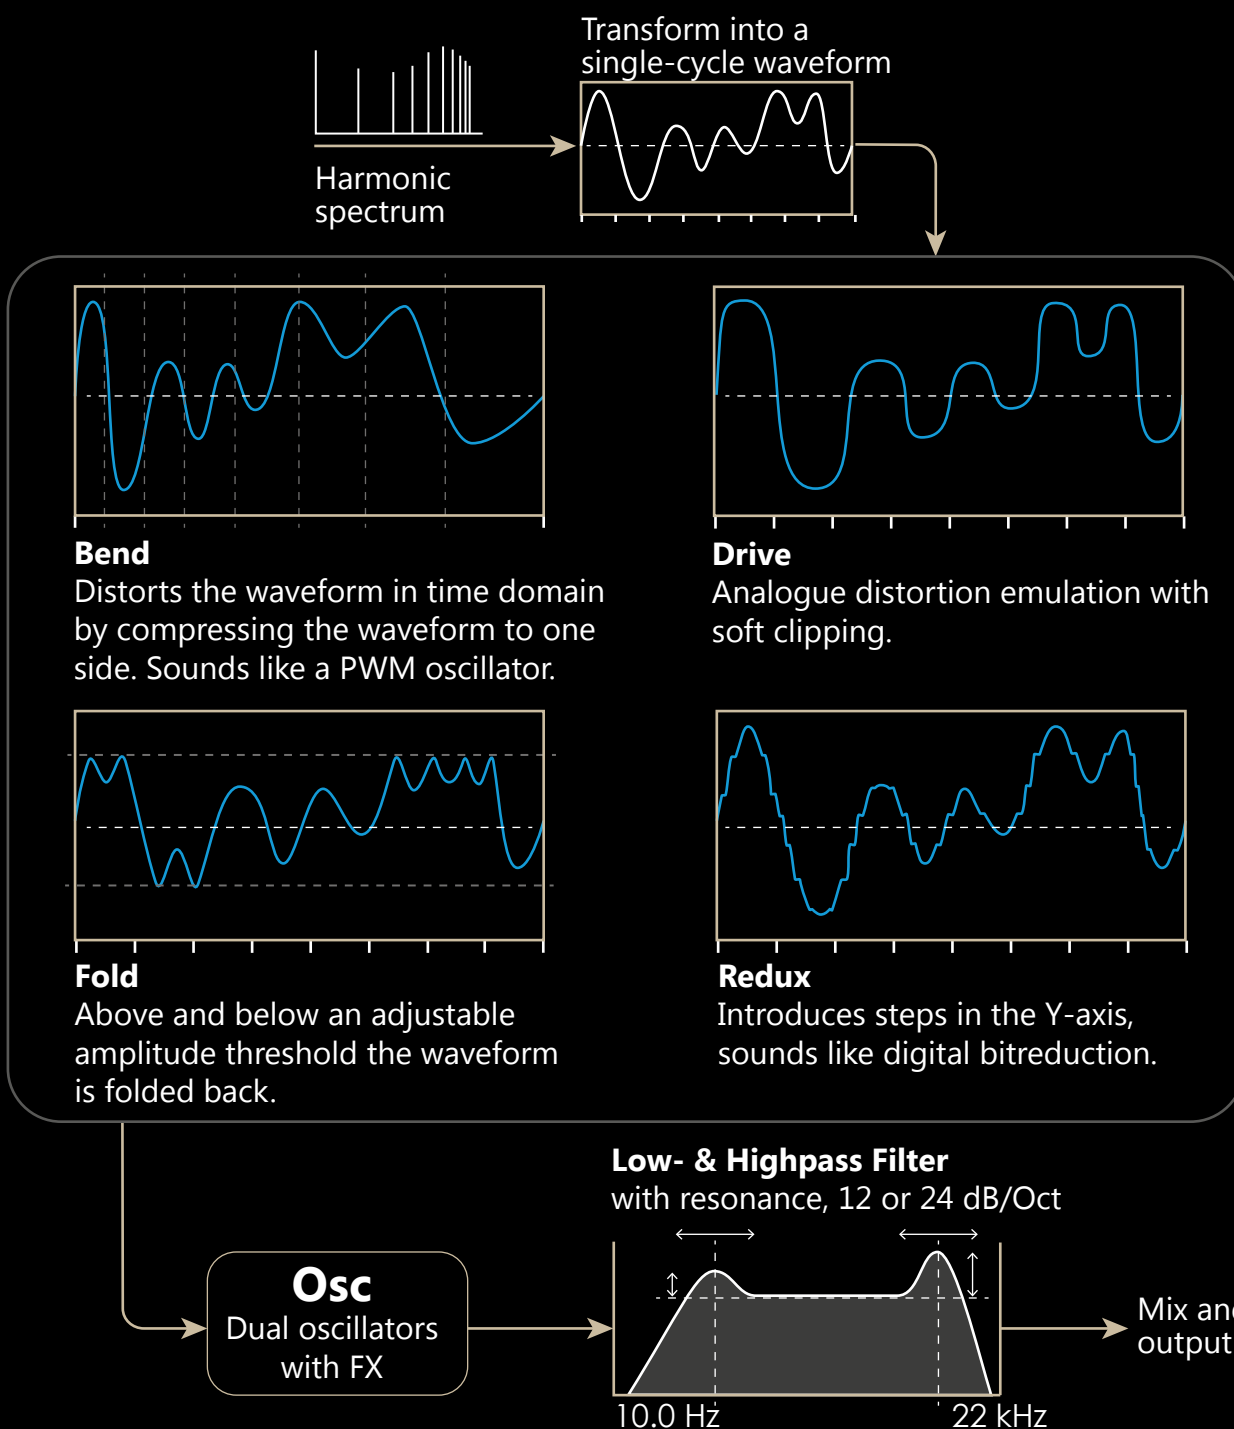 Transform into a
single-cycle waveform
Harmonic
spectrum
Bend
Distorts the waveform in time domain
by compressing the waveform to one
side. Sounds like a PWM oscillator.
Drive
Analogue distortion emulation with
soft clipping.
Fold
Above and below an adjustable
amplitude threshold the waveform
is folded back.
Redux
Introduces steps in the Y-axis,
sounds like digital bitreduction.
Low- & Highpass Filter
with resonance, 12 or 24 dB/Oct
Osc
Dual oscillators
with FX
10.0 Hz
22 kHz
Mix and
output